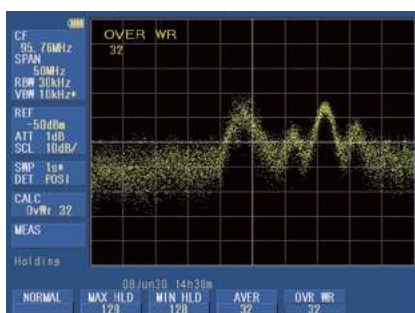 CF
95.76MHz
SPAN
50MHz
RBW 30kHz
VBW 10kHz*
REF
-50dBm
ATT 1dB
SCL 10dB/
SWP 1s*
DET POSI
CALC
OvWr 32
MEAS
Holding
OVER WR
32
08Jun20 14h30m
NORMAL
MAX HLD
128
MIN HLD
128
AVER
32
OVR WR
32